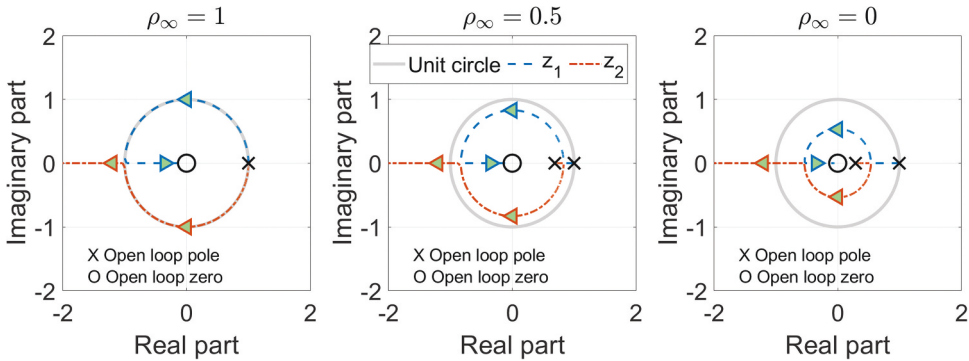 ρ∞ = 1
2
1
0
-1
-2
-2
0
2
Imaginary part
Real part
X Open loop pole
O Open loop zero
ρ∞ = 0.5
2
1
0
-1
-2
-2
0
2
Imaginary part
Real part
Unit circle z1 z2
X Open loop pole
O Open loop zero
ρ∞ = 0
2
1
0
-1
-2
-2
0
2
Imaginary part
Real part
X Open loop pole
O Open loop zero